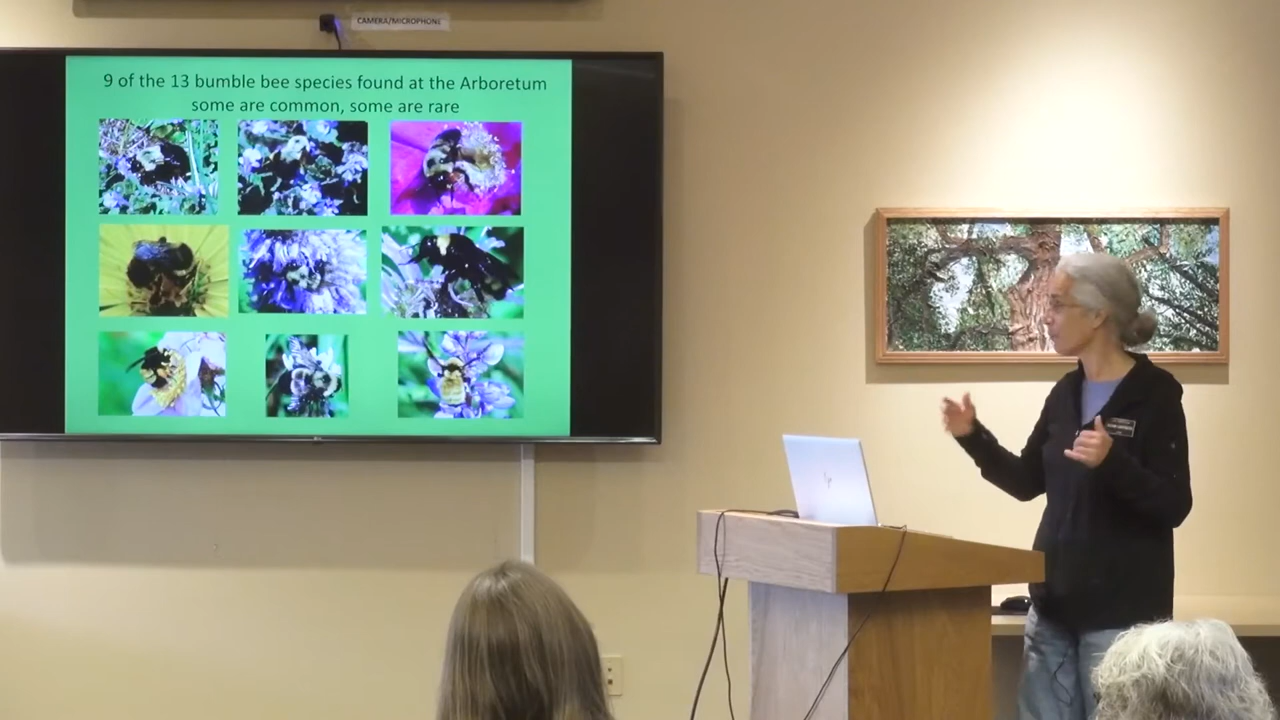 CAMERA/MICROPHONE
9 of the 13 bumble bee species found at the Arboretum
some are common, some are rare
hp